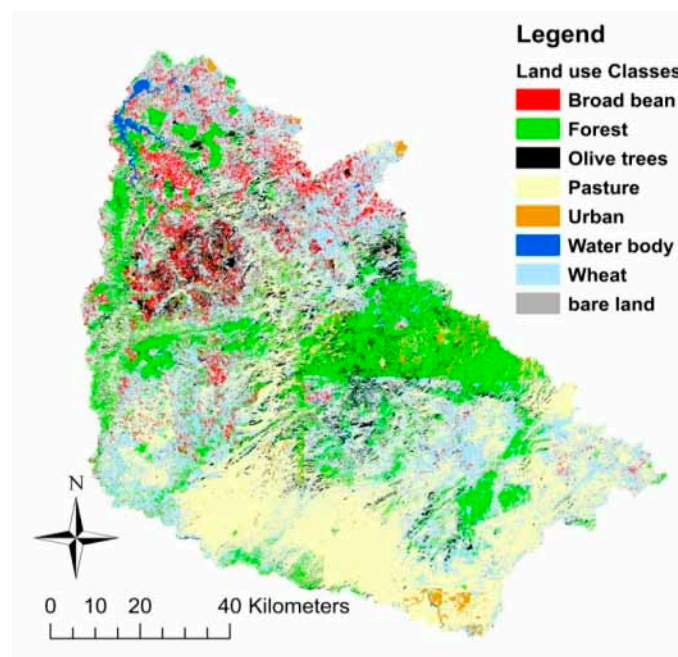 Legend
Land use Classes
Broad bean
Forest
Olive trees
Pasture
Urban
Water body
Wheat
bare land
N
0 10 20 40 Kilometers